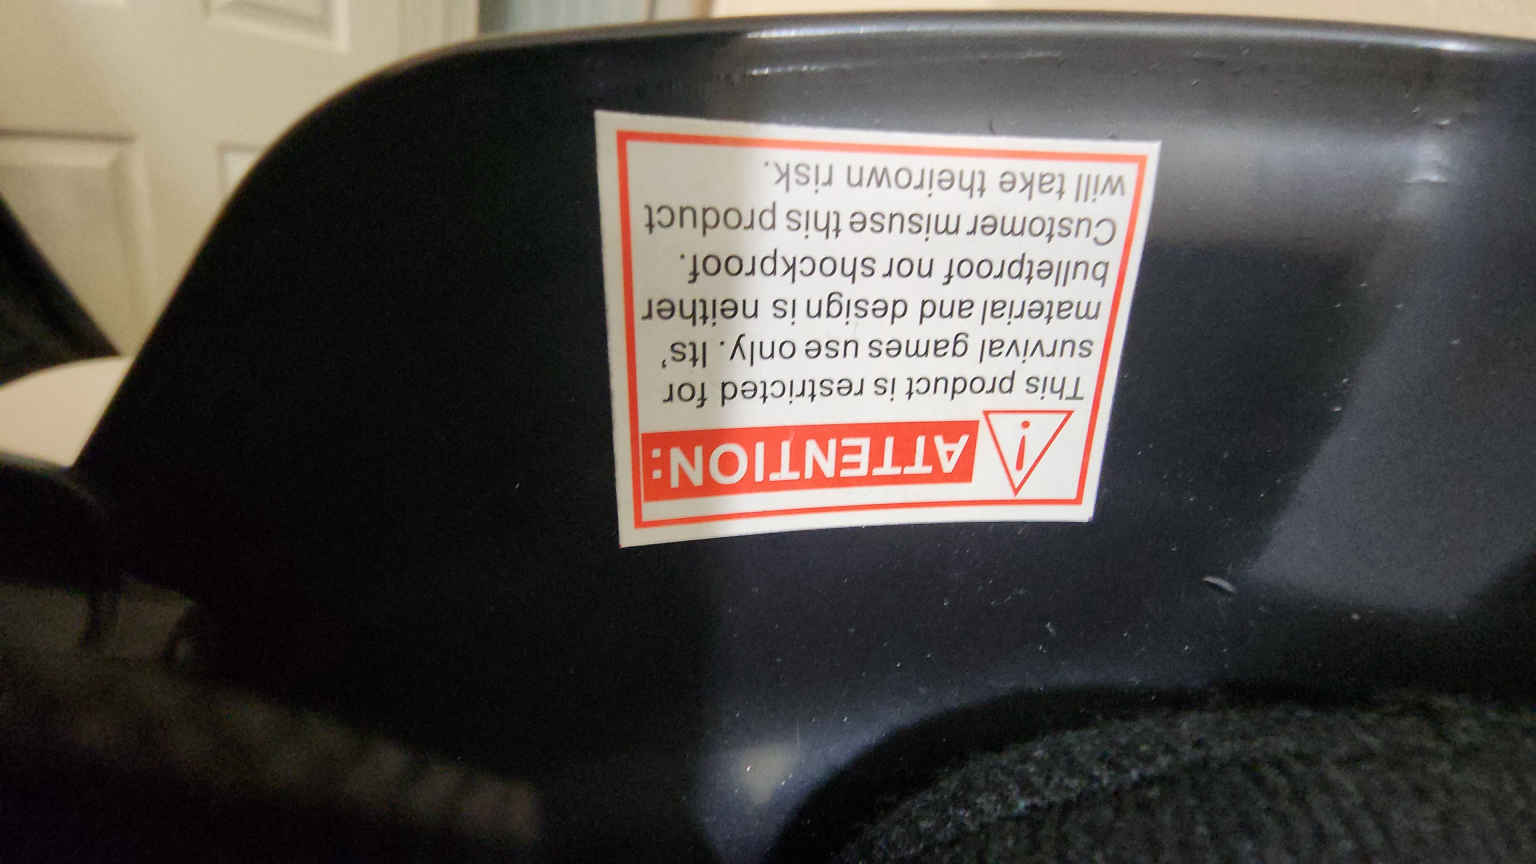 ATTENTION:
This product is restricted for
survival games use only. Its'
material and design is neither
bulletproof nor shockproof.
Customer misuse this product
will take theirown risk.